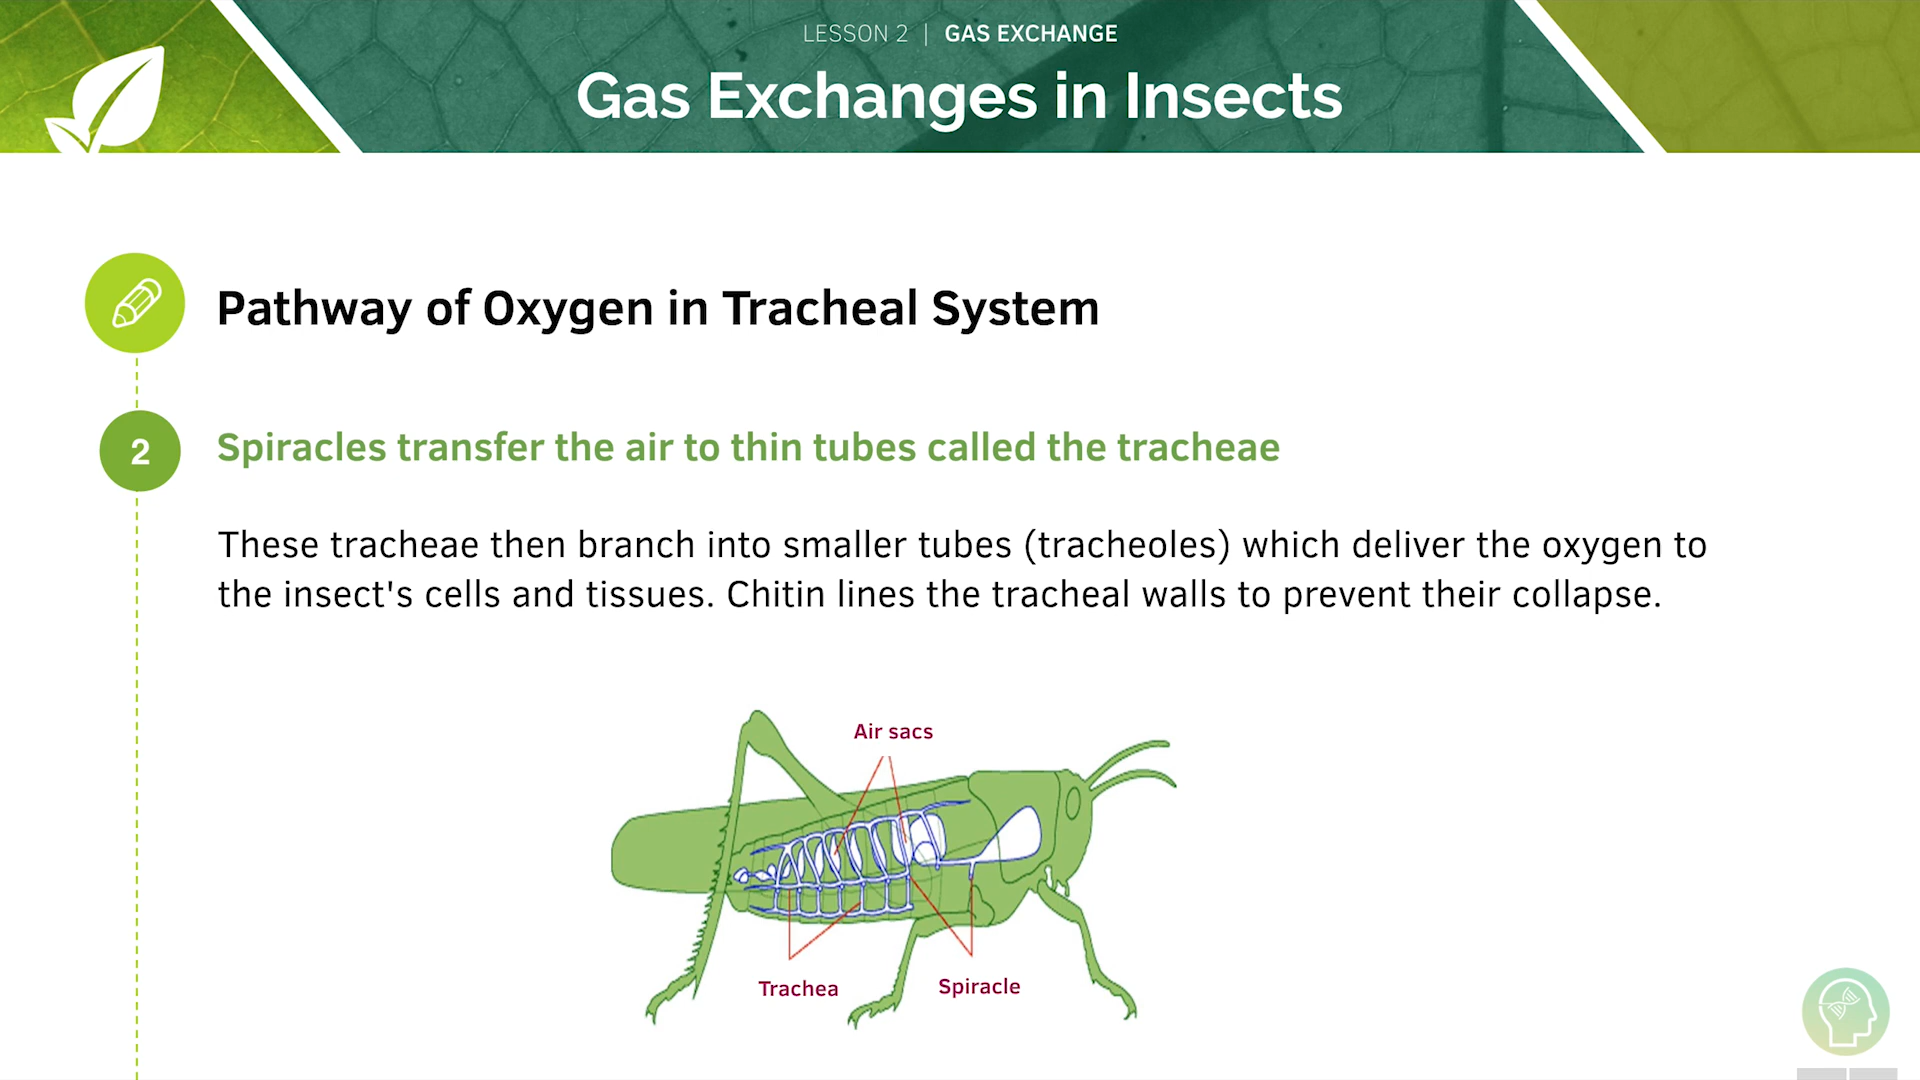 LESSON 2 | GAS EXCHANGE
Gas Exchanges in Insects
Pathway of Oxygen in Tracheal System
2
Spiracles transfer the air to thin tubes called the tracheae
These tracheae then branch into smaller tubes (tracheoles) which deliver the oxygen to
the insect's cells and tissues. Chitin lines the tracheal walls to prevent their collapse.
Air sacs
Trachea
Spiracle